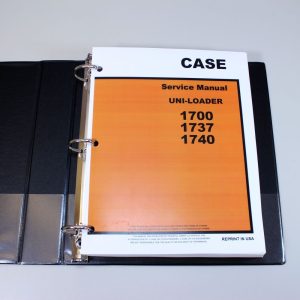 CASE
Service Manual
UNI-LOADER
1700
1737
1740
REPRINT IN USA